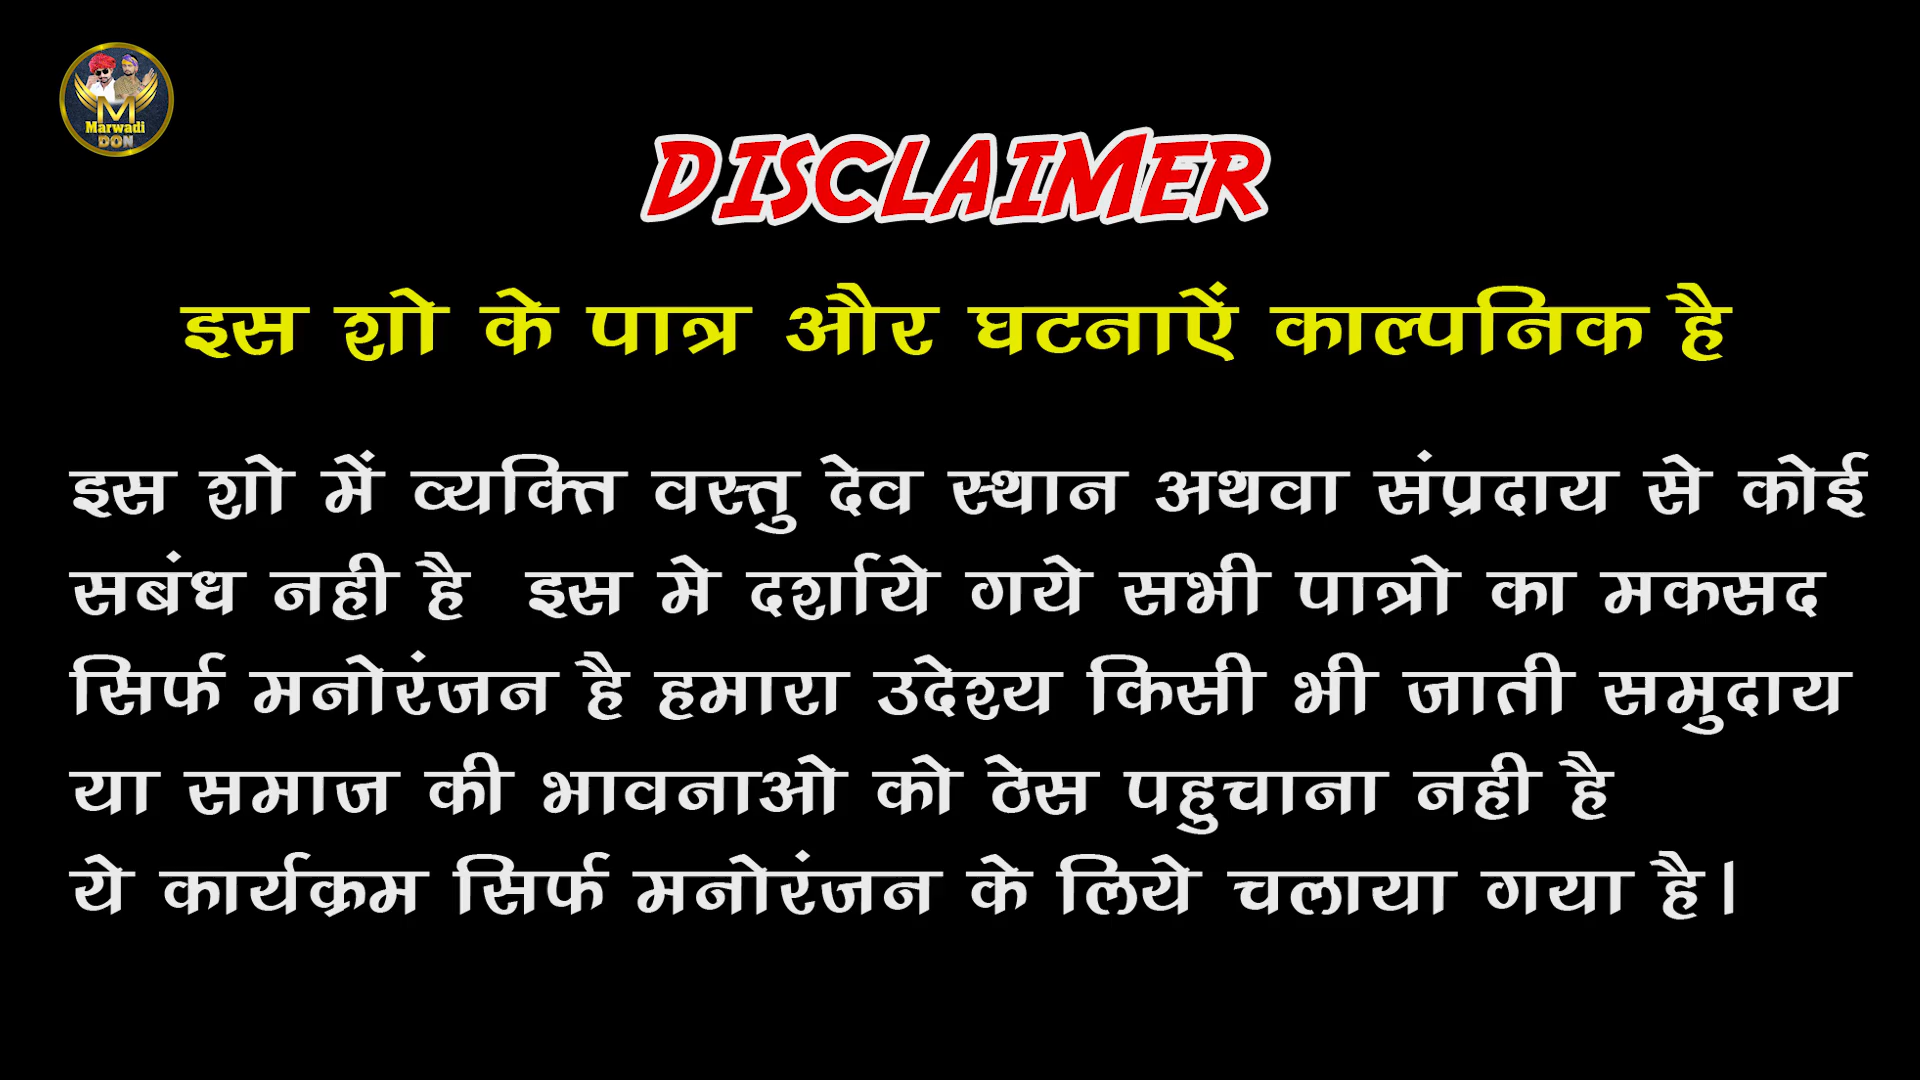 M
Marwadi
DON
DISCLAIMER
इस शो के पात्र और घटनाऐं काल्पनिक है
इस शो में व्यक्ति वस्तु देव स्थान अथवा संप्रदाय से कोई
सबंध नही है इस मे दर्शाये गये सभी पात्रो का मकसद
सिर्फ मनोरंजन है हमारा उदेश्य किसी भी जाती समुदाय
या समाज की भावनाओ को ठेस पहुचाना नही है
ये कार्यक्रम सिर्फ मनोरंजन के लिये चलाया गया है।